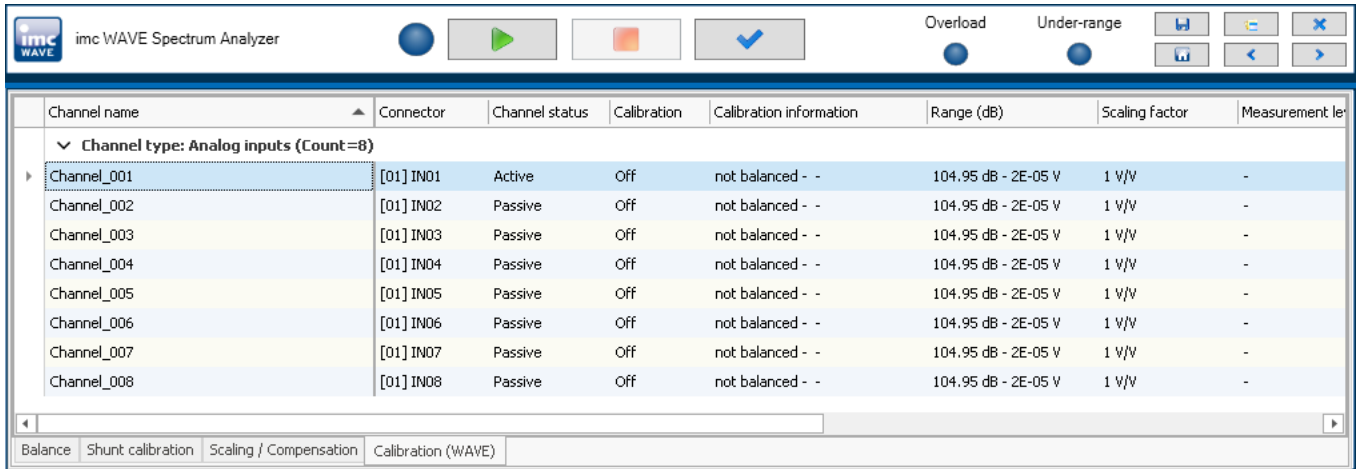 imc WAVE
imc WAVE Spectrum Analyzer
Overload Under-range
Channel name Connector Channel status Calibration Calibration information Range (dB) Scaling factor Measurement le
Channel type: Analog inputs (Count=8)
Channel_001 [01] IN01 Active Off not balanced - - 104.95 dB - 2E-05 V 1 V/V -
Channel_002 [01] IN02 Passive Off not balanced - - 104.95 dB - 2E-05 V 1 V/V -
Channel_003 [01] IN03 Passive Off not balanced - - 104.95 dB - 2E-05 V 1 V/V -
Channel_004 [01] IN04 Passive Off not balanced - - 104.95 dB - 2E-05 V 1 V/V -
Channel_005 [01] IN05 Passive Off not balanced - - 104.95 dB - 2E-05 V 1 V/V -
Channel_006 [01] IN06 Passive Off not balanced - - 104.95 dB - 2E-05 V 1 V/V -
Channel_007 [01] IN07 Passive Off not balanced - - 104.95 dB - 2E-05 V 1 V/V -
Channel_008 [01] IN08 Passive Off not balanced - - 104.95 dB - 2E-05 V 1 V/V -
Balance Shunt calibration Scaling / Compensation Calibration (WAVE)